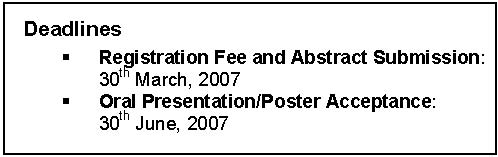 Deadlines
▪ Registration Fee and Abstract Submission:
30th March, 2007
▪ Oral Presentation/Poster Acceptance:
30th June, 2007